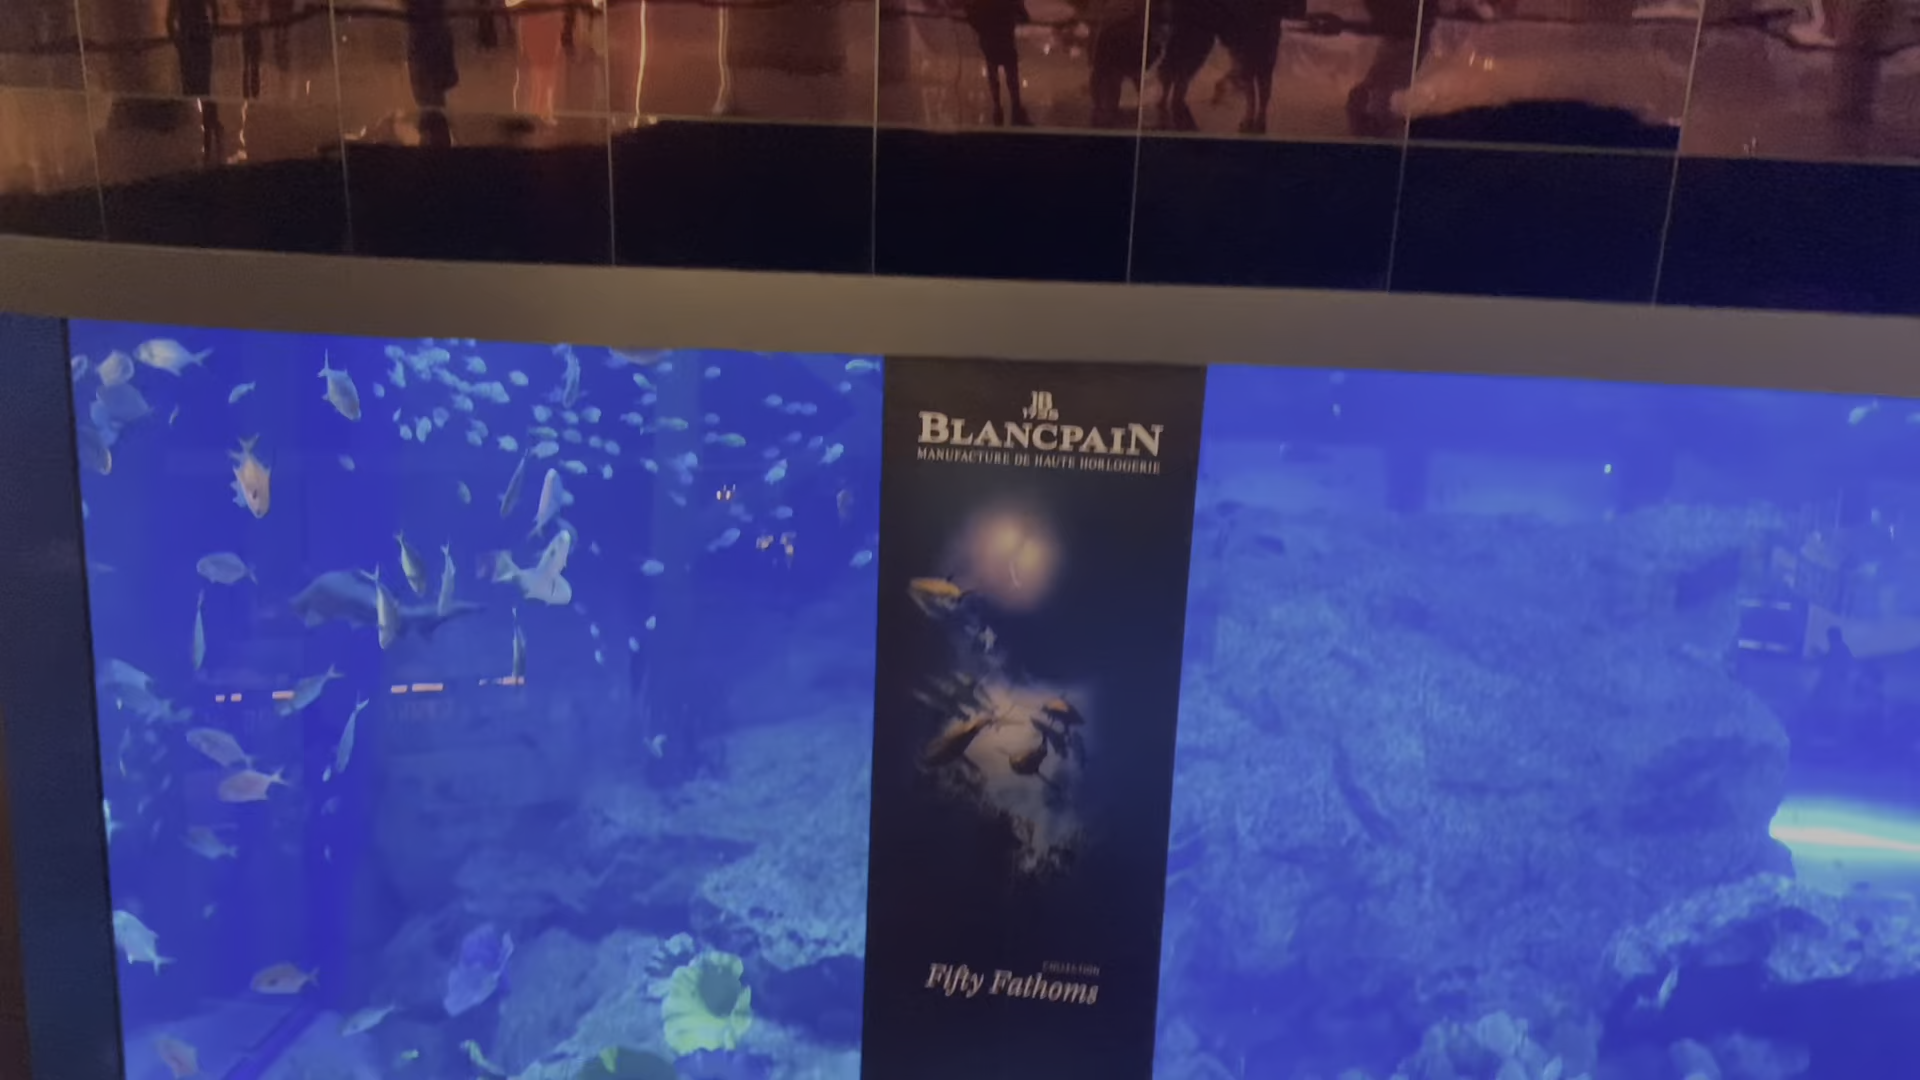 JB
1735
BLANCPAIN
MANUFACTURE DE HAUTE HORLOGERIE
COLLECTION
Fifty Fathoms